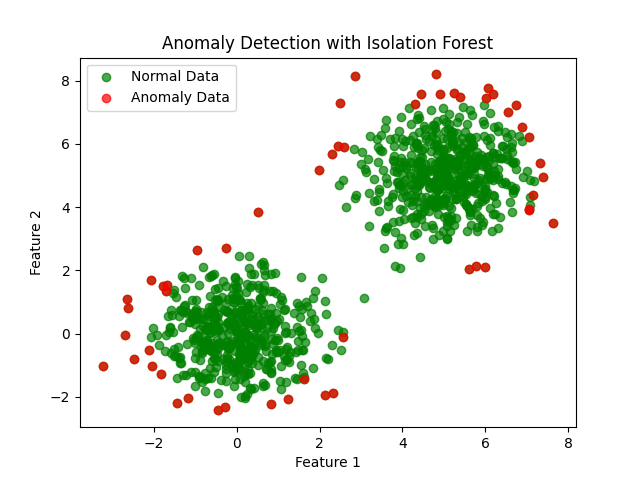 Anomaly Detection with Isolation Forest
Normal Data
Anomaly Data
8
6
4
2
0
−2
Feature 2
−2 0 2 4 6 8
Feature 1